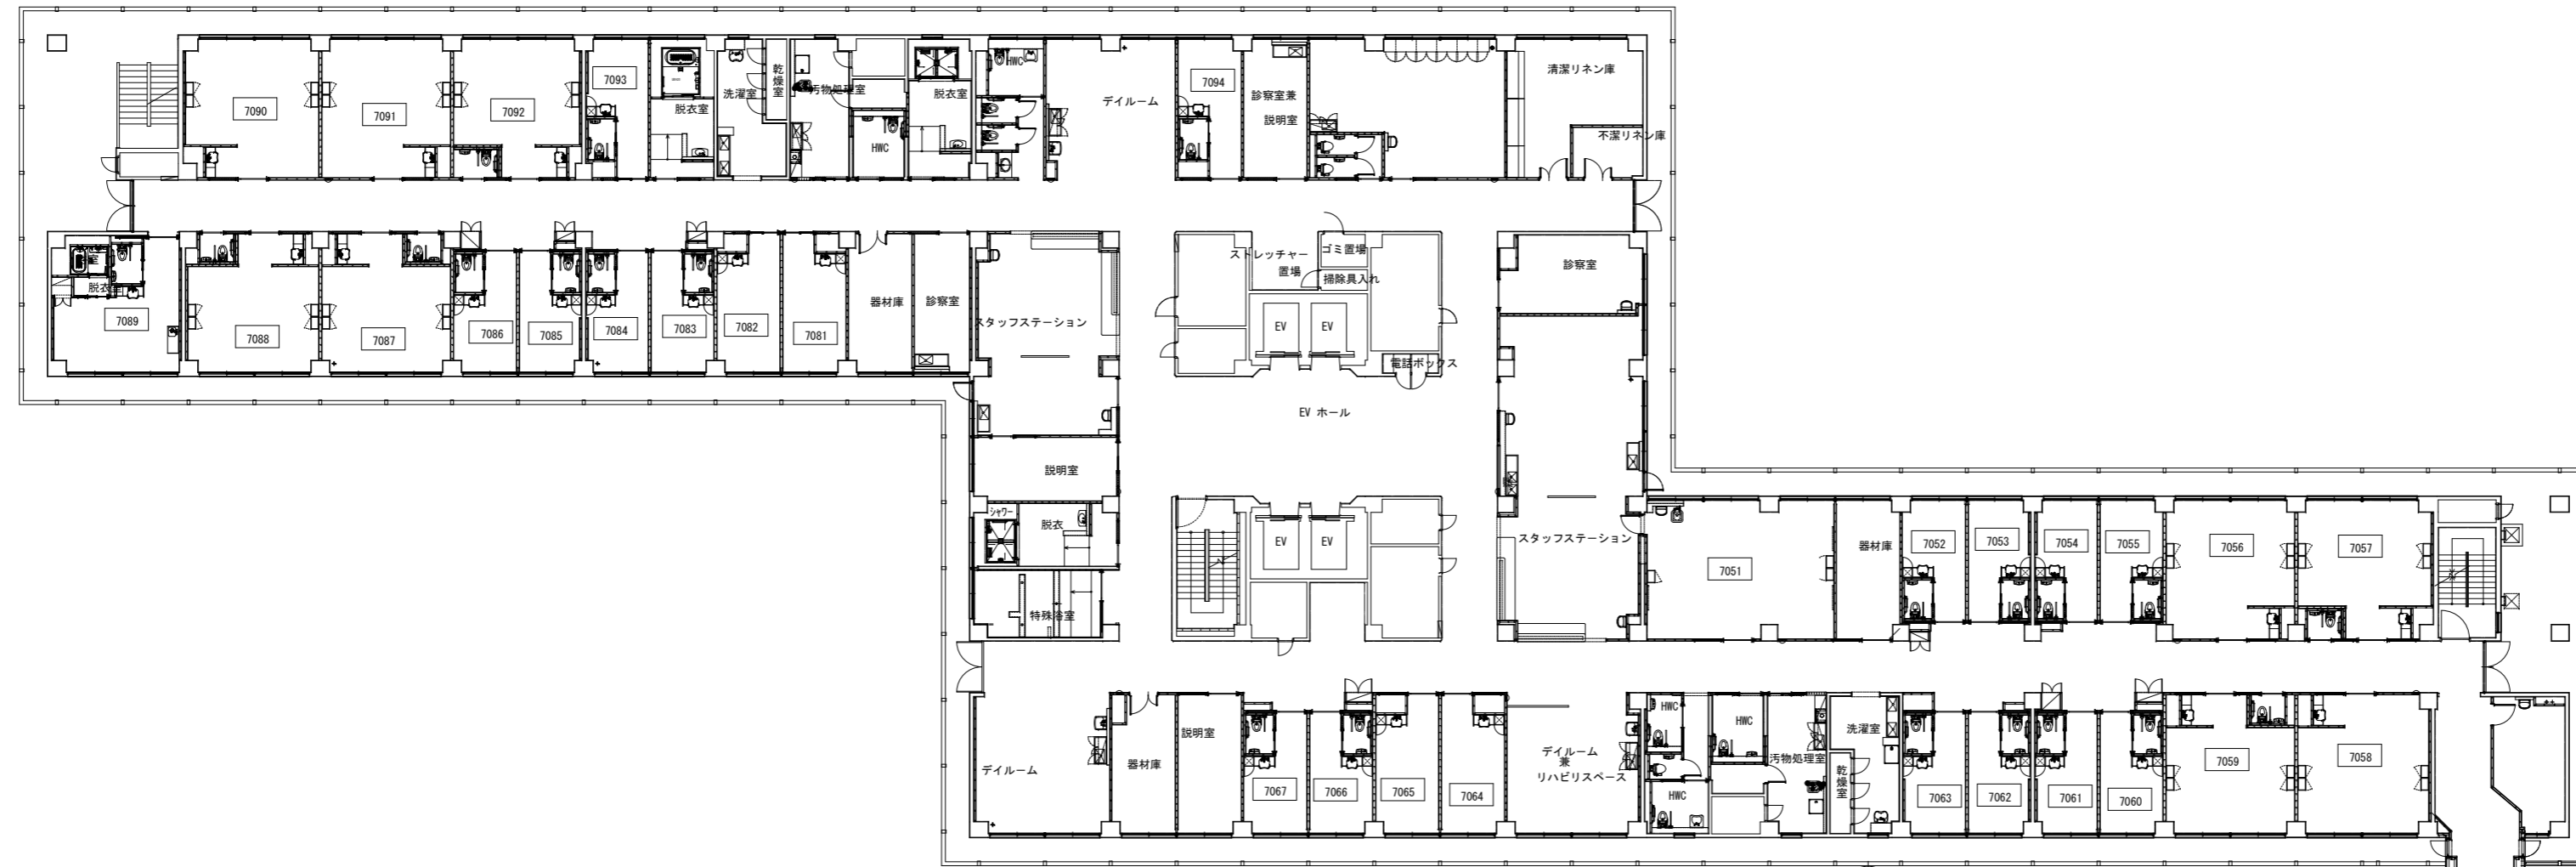 7090
7091
7092
7093
脱衣室
洗濯室
乾燥室
汚物処理室
HWC
脱衣室
HWC
デイルーム
7094
診察室兼
説明室
清潔リネン庫
不潔リネン庫
脱衣室
7089
7088
7087
7086
7085
7084
7083
7082
7081
器材庫
診察室
スタッフステーション
ストレッチャー
置場
ゴミ置場
掃除具入れ
EV
EV
電話ボックス
EV ホール
診察室
説明室
シャワー
脱衣
特殊浴室
EV
EV
スタッフステーション
7051
器材庫
7052
7053
7054
7055
7056
7057
デイルーム
器材庫
説明室
7067
7066
7065
7064
デイルーム
兼
リハビリスペース
HWC
HWC
HWC
汚物処理室
洗濯室
乾燥室
7063
7062
7061
7060
7059
7058